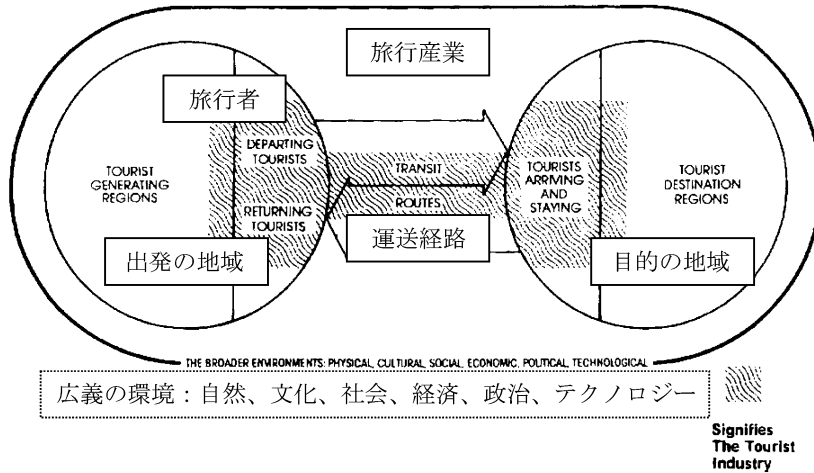 旅行産業
旅行者
DEPARTING
TOURISTS
TOURIST
GENERATING
REGIONS
RETURNING
TOURISTS
出発の地域
TRANSIT
ROUTES
運送経路
TOURISTS
ARRIVING
AND
STAYING
TOURIST
DESTINATION
REGIONS
目的の地域
THE BROADER ENVIRONMENTS: PHYSICAL, CULTURAL, SOCIAL, ECONOMIC, POLITICAL, TECHNOLOGICAL
広義の環境：自然、文化、社会、経済、政治、テクノロジー
Signifies
The Tourist
Industry